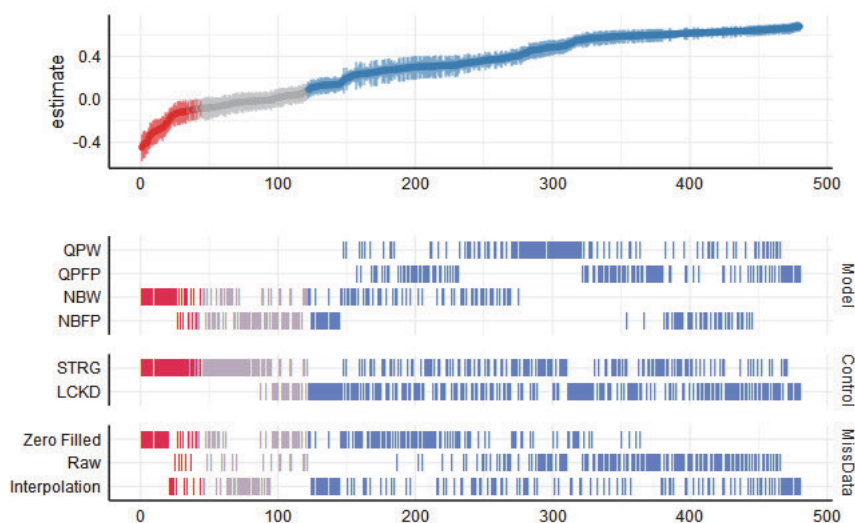 estimate
0.4
0.0
-0.4
0 100 200 300 400 500
QPW
QPFP
NBW
NBFP
Model
STRG
LCKD
Control
Zero Filled
Raw
Interpolation
MissData
0 100 200 300 400 500